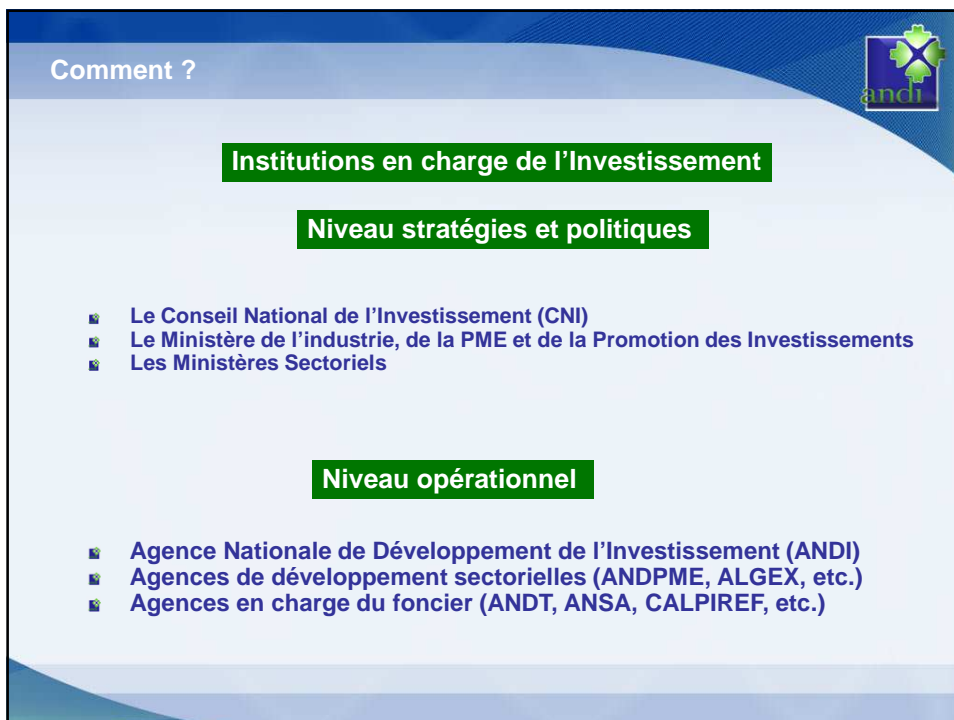 Comment ?
andi
Institutions en charge de l’Investissement
Niveau stratégies et politiques
Le Conseil National de l’Investissement (CNI)
Le Ministère de l’industrie, de la PME et de la Promotion des Investissements
Les Ministères Sectoriels
Niveau opérationnel
Agence Nationale de Développement de l’Investissement (ANDI)
Agences de développement sectorielles (ANDPME, ALGEX, etc.)
Agences en charge du foncier (ANDT, ANSA, CALPIREF, etc.)